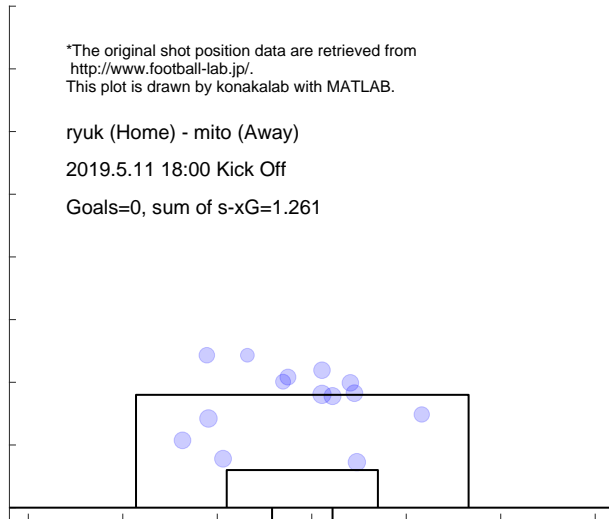 *The original shot position data are retrieved from
http://www.football-lab.jp/.
This plot is drawn by konakalab with MATLAB.
ryuk (Home) - mito (Away)
2019.5.11 18:00 Kick Off
Goals=0, sum of s-xG=1.261